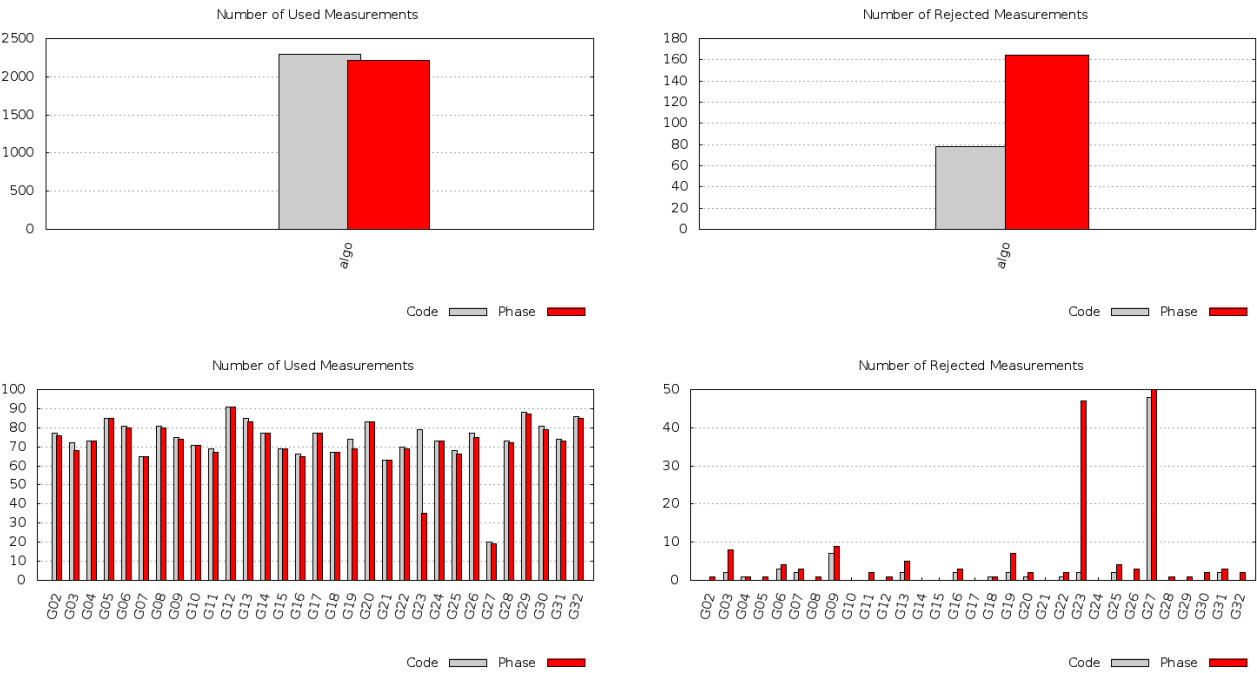 Number of Used Measurements
2500
2000
1500
1000
500
0
algo
Code Phase
Number of Rejected Measurements
180
160
140
120
100
80
60
40
20
0
algo
Code Phase
Number of Used Measurements
100
90
80
70
60
50
40
30
20
10
0
G02 G03 G04 G05 G06 G07 G08 G09 G10 G11 G12 G13 G14 G15 G16 G17 G18 G19 G20 G21 G22 G23 G24 G25 G26 G27 G28 G29 G30 G31 G32
Code Phase
Number of Rejected Measurements
50
40
30
20
10
0
G02 G03 G04 G05 G06 G07 G08 G09 G10 G11 G12 G13 G14 G15 G16 G17 G18 G19 G20 G21 G22 G23 G24 G25 G26 G27 G28 G29 G30 G31 G32
Code Phase